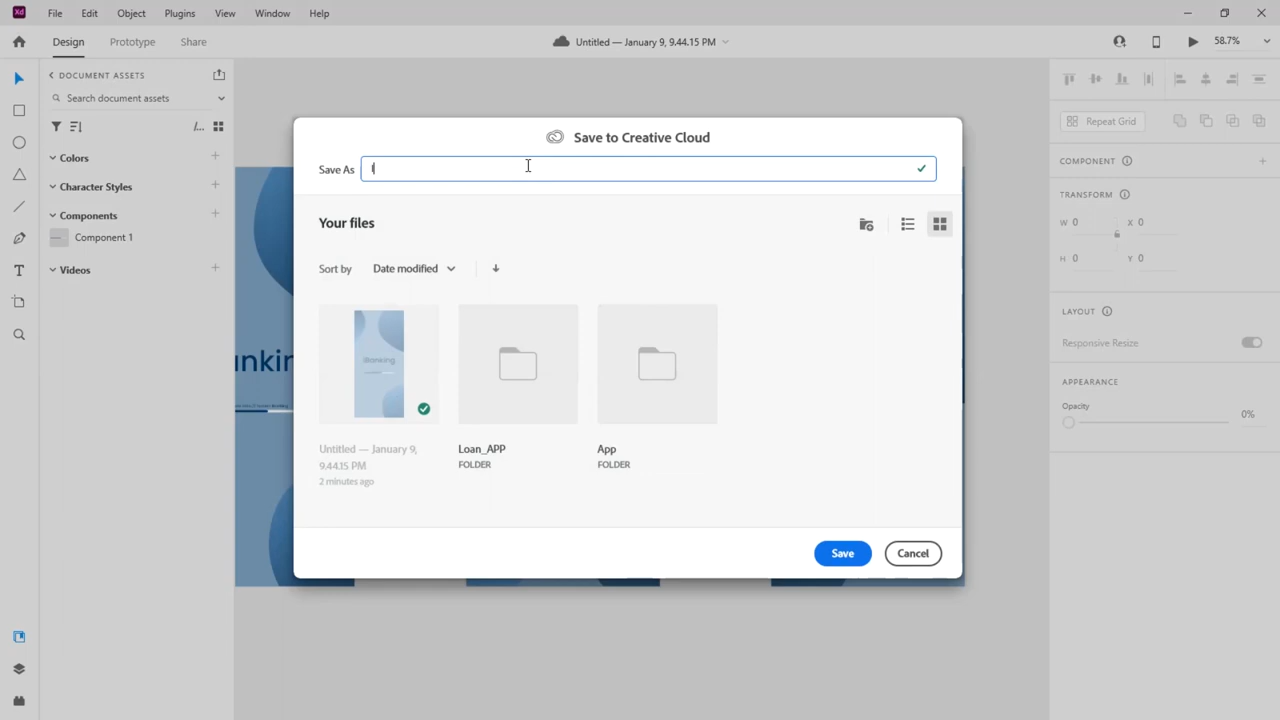 Xd File Edit Object Plugins View Window Help
Design Prototype Share Untitled — January 9, 9.44.15 PM 58.7%
DOCUMENT ASSETS
Search document assets
Colors
Character Styles
Components
Component 1
Videos
Save to Creative Cloud
Save As
Your files
Sort by Date modified
iBanking
Untitled — January 9,
9.44.15 PM
2 minutes ago
Loan_APP
FOLDER
App
FOLDER
Save Cancel
Repeat Grid
COMPONENT
TRANSFORM
W 0 X 0
H 0 Y 0
LAYOUT
Responsive Resize
APPEARANCE
Opacity
0%